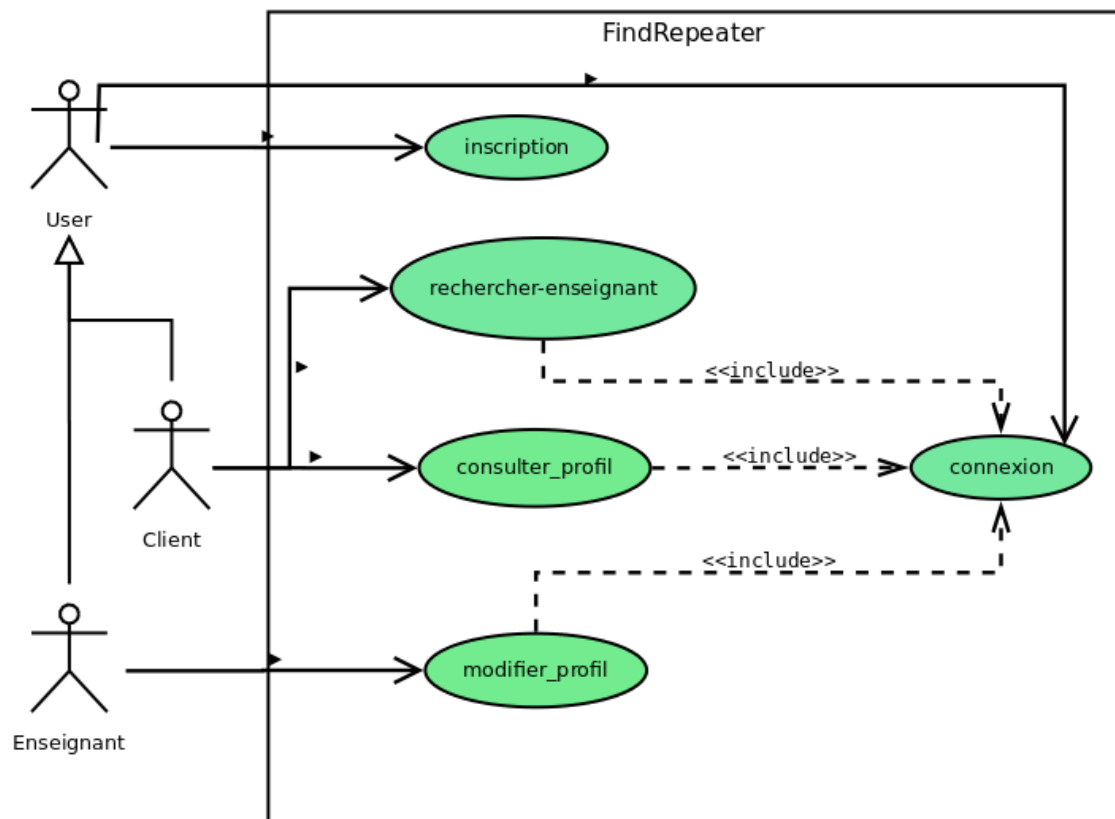 FindRepeater
inscription
User
rechercher-enseignant
<<include>>
<<include>>
consulter_profil
connexion
Client
<<include>>
modifier_profil
Enseignant